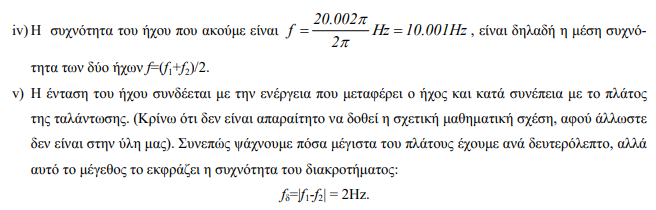 iv) Η συχνότητα του ήχου που ακούμε είναι f = 20.002π / 2π Hz = 10.001Hz , είναι δηλαδή η μέση συχνό-
τητα των δύο ήχων f=(f₁+f₂)/2.
v) Η ένταση του ήχου συνδέεται με την ενέργεια που μεταφέρει ο ήχος και κατά συνέπεια με το πλάτος
της ταλάντωσης. (Κρίνω ότι δεν είναι απαραίτητο να δοθεί η σχετική μαθηματική σχέση, αφού άλλωστε
δεν είναι στην ύλη μας). Συνεπώς ψάχνουμε πόσα μέγιστα του πλάτους έχουμε ανά δευτερόλεπτο, αλλά
αυτό το μέγεθος το εκφράζει η συχνότητα του διακροτήματος:
f<sub>δ</sub>=|f₁-f₂| = 2Hz.